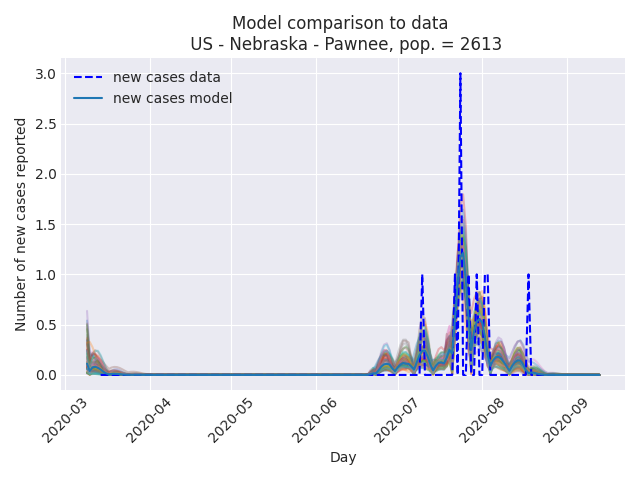 Model comparison to data
US - Nebraska - Pawnee, pop. = 2613
new cases data
new cases model
Number of new cases reported
3.0
2.5
2.0
1.5
1.0
0.5
0.0
2020-03
2020-04
2020-05
2020-06
2020-07
2020-08
2020-09
Day